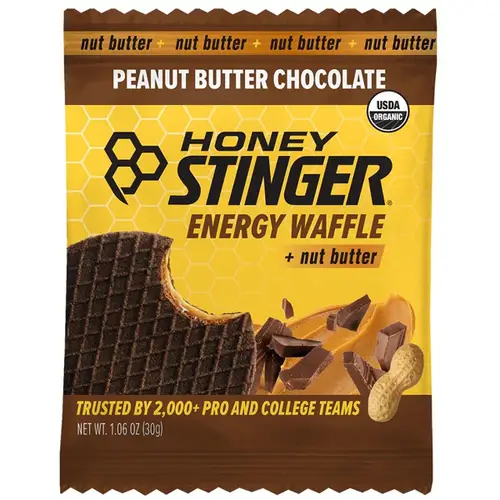 nut butter + nut butter + nut butter + nut butter
PEANUT BUTTER CHOCOLATE
USDA
ORGANIC
HONEY
STINGER®
ENERGY WAFFLE
+ nut butter
TRUSTED BY 2,000+ PRO AND COLLEGE TEAMS
NET WT. 1.06 OZ (30g)